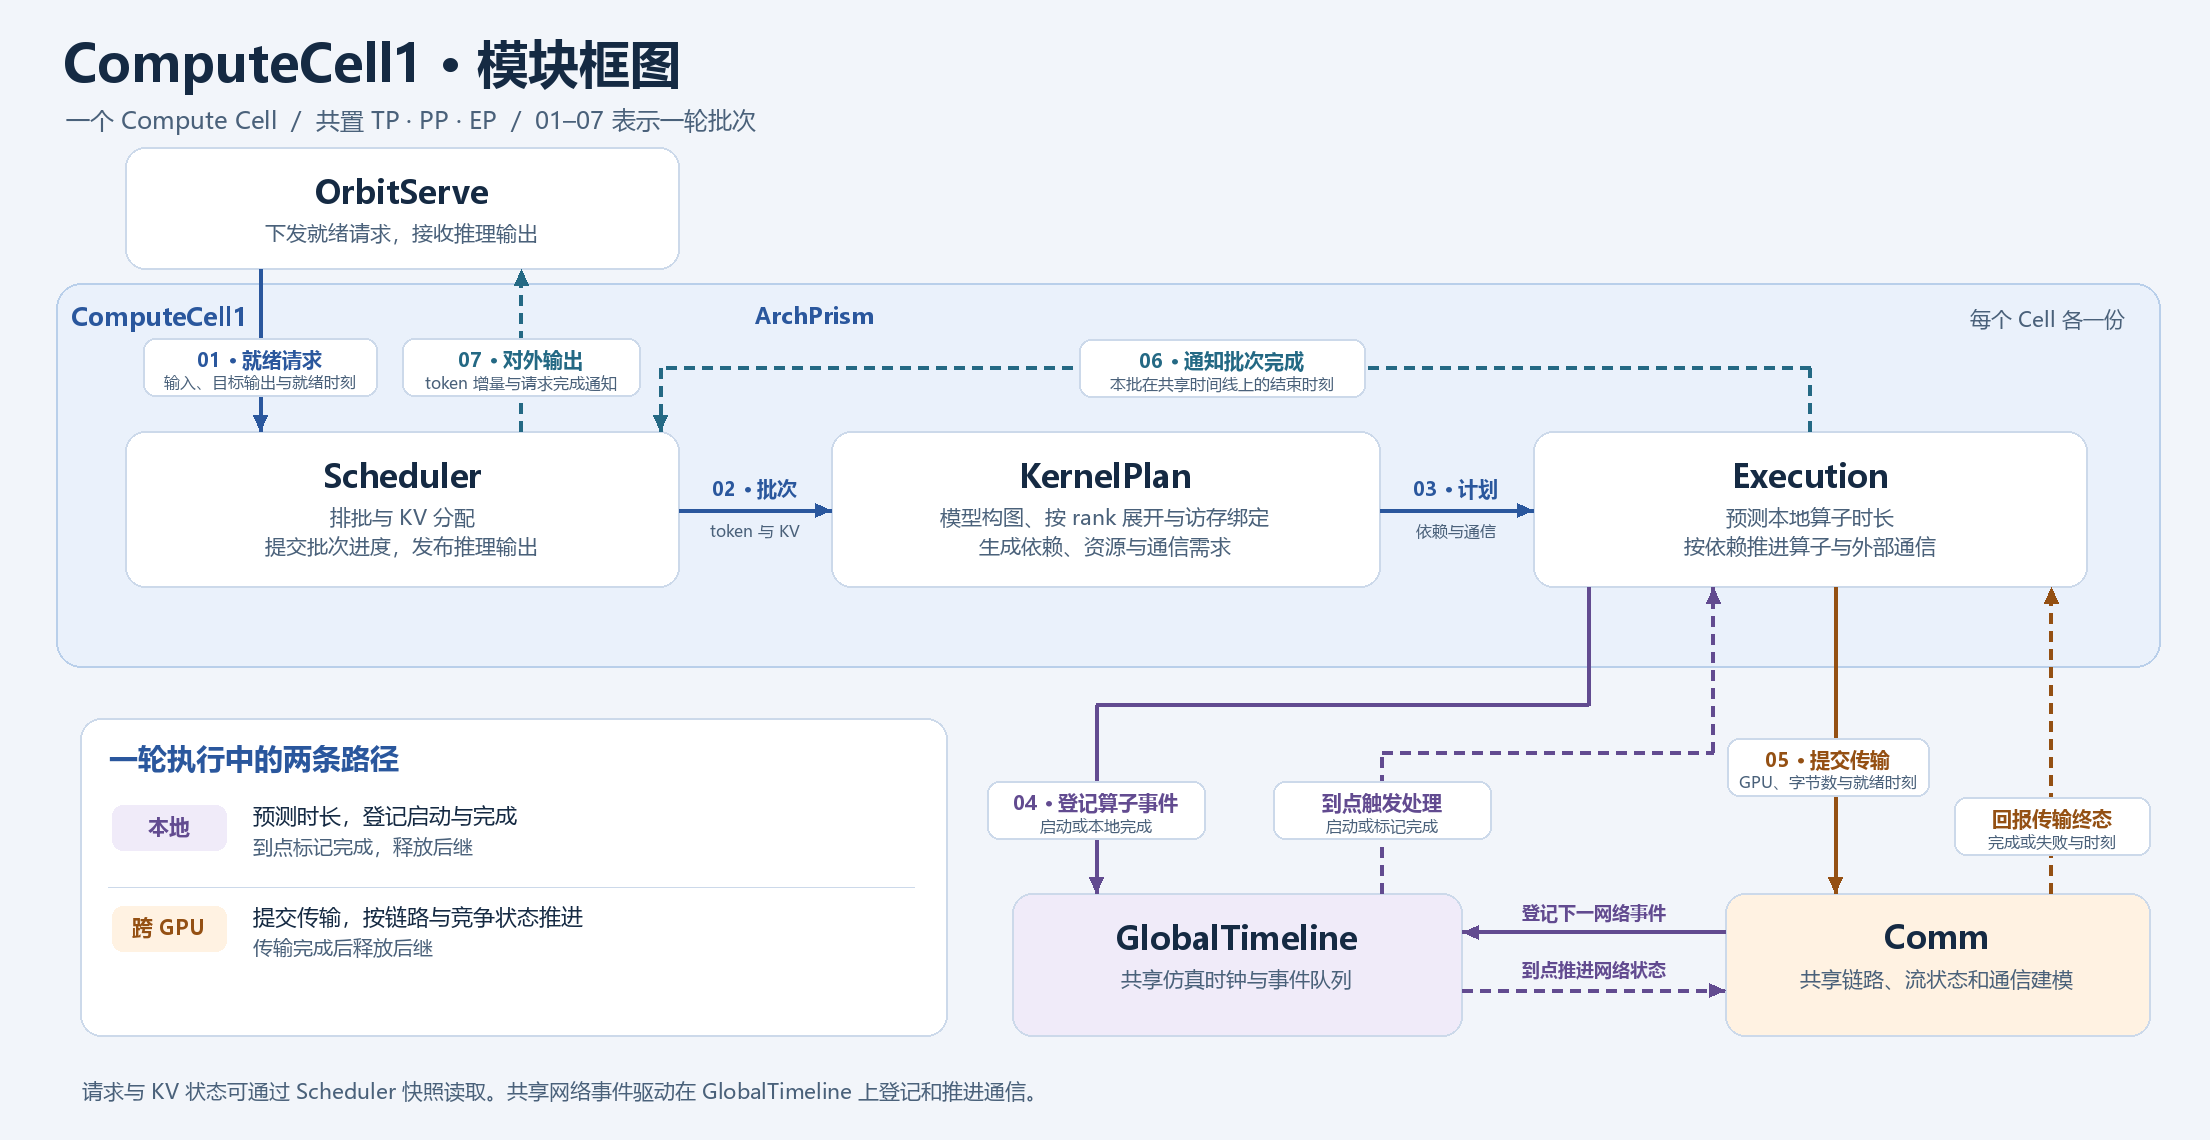 ComputeCell1 • 模块框图
一个 Compute Cell / 共置 TP · PP · EP / 01–07 表示一轮批次
OrbitServe
下发就绪请求，接收推理输出
ComputeCell1
ArchPrism
每个 Cell 各一份
01 • 就绪请求
输入、目标输出与就绪时刻
07 • 对外输出
token 增量与请求完成通知
06 • 通知批次完成
本批在共享时间线上的结束时刻
Scheduler
排批与 KV 分配
提交批次进度，发布推理输出
02 • 批次
token 与 KV
KernelPlan
模型构图、按 rank 展开与访存绑定
生成依赖、资源与通信需求
03 • 计划
依赖与通信
Execution
预测本地算子时长
按依赖推进算子与外部通信
一轮执行中的两条路径
本地
预测时长，登记启动与完成
到点标记完成，释放后继
跨 GPU
提交传输，按链路与竞争状态推进
传输完成后释放后继
04 • 登记算子事件
启动或本地完成
到点触发处理
启动或标记完成
05 • 提交传输
GPU、字节数与就绪时刻
回报传输终态
完成或失败与时刻
GlobalTimeline
共享仿真时钟与事件队列
登记下一网络事件
到点推进网络状态
Comm
共享链路、流状态和通信建模
请求与 KV 状态可通过 Scheduler 快照读取。共享网络事件驱动在 GlobalTimeline 上登记和推进通信。